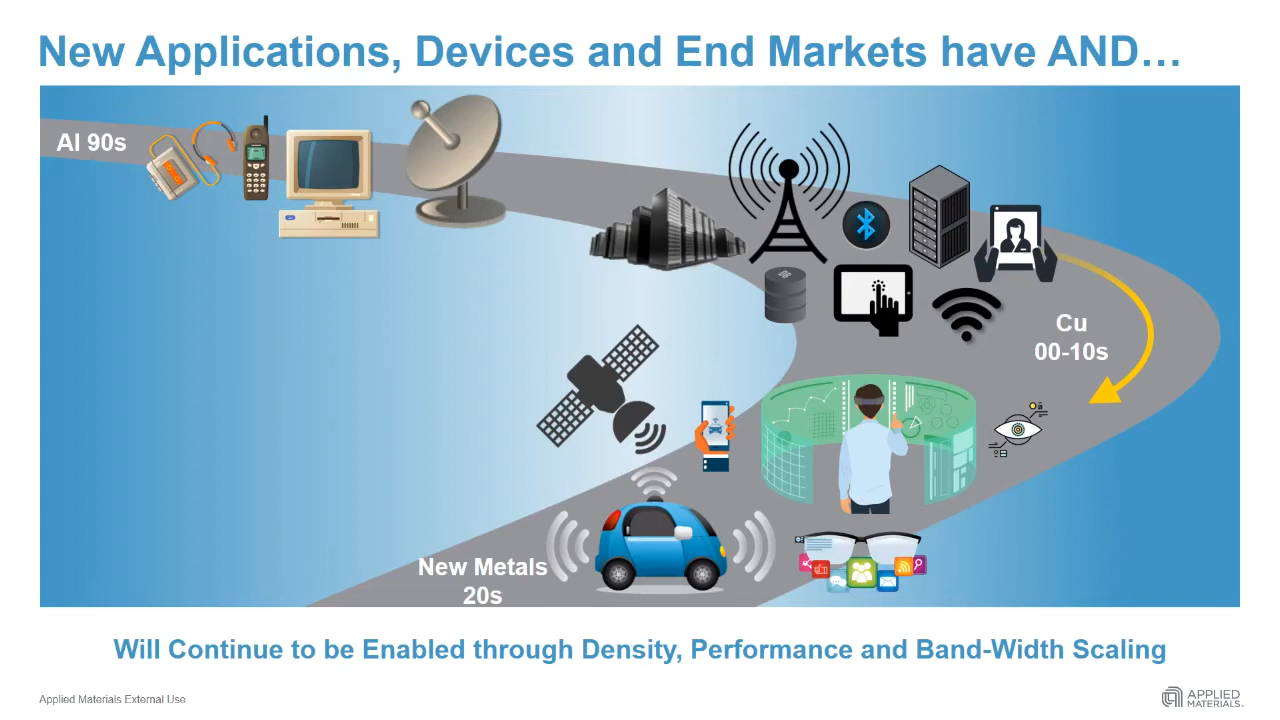 New Applications, Devices and End Markets have AND…
Al 90s
Cu
00-10s
New Metals
20s
Will Continue to be Enabled through Density, Performance and Band-Width Scaling
Applied Materials External Use
APPLIED
MATERIALS